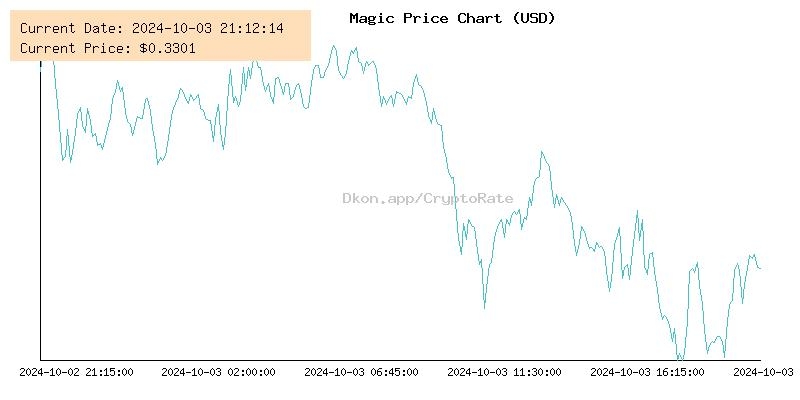 Magic Price Chart (USD)
Current Date: 2024-10-03 21:12:14
Current Price: $0.3301
Dkon.app/CryptoRate
2024-10-02 21:15:00
2024-10-03 02:00:00
2024-10-03 06:45:00
2024-10-03 11:30:00
2024-10-03 16:15:00
2024-10-03